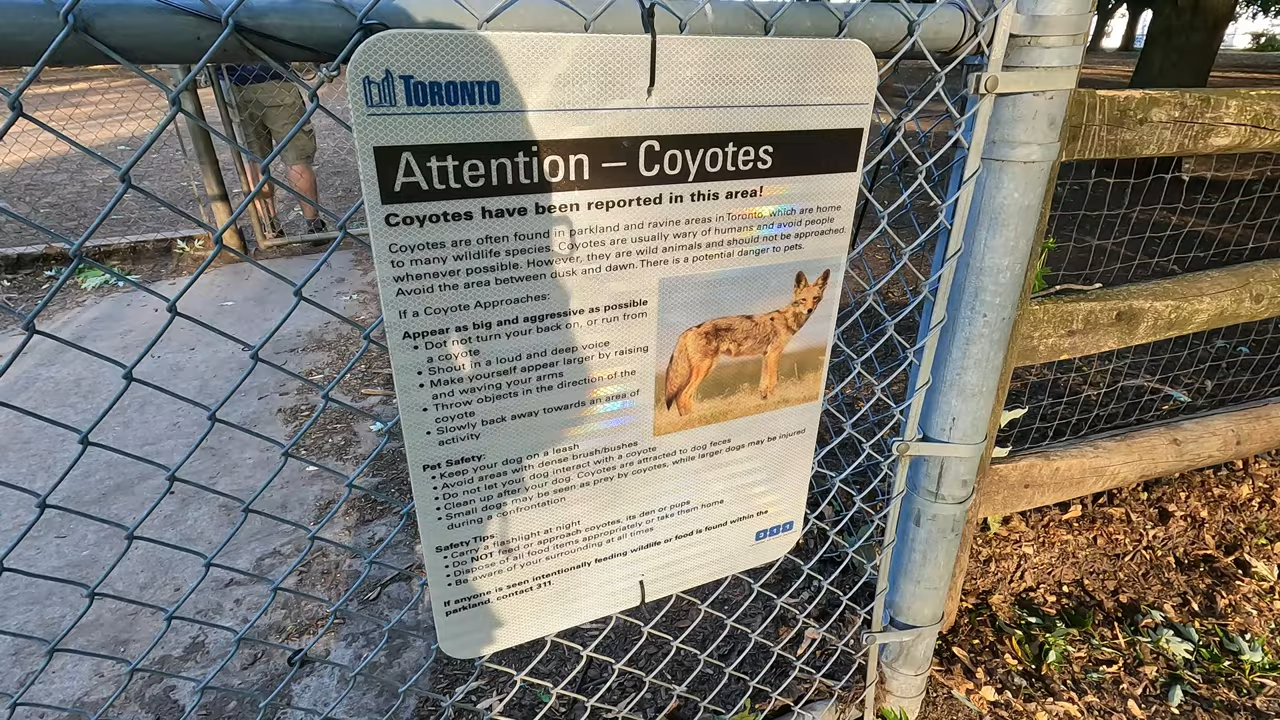 TORONTO
Attention – Coyotes
Coyotes have been reported in this area!
Coyotes are often found in parkland and ravine areas in Toronto, which are home
to many wildlife species. Coyotes are usually wary of humans and avoid people
whenever possible. However, they are wild animals and should not be approached.
Avoid the area between dusk and dawn. There is a potential danger to pets.
If a Coyote Approaches:
Appear as big and aggressive as possible
• Dot not turn your back on, or run from
a coyote
• Shout in a loud and deep voice
• Make yourself appear larger by raising
and waving your arms
• Throw objects in the direction of the
coyote
• Slowly back away towards an area of
activity
Pet Safety:
• Keep your dog on a leash
• Avoid areas with dense brush/bushes
• Do not let your dog interact with a coyote
• Clean up after your dog. Coyotes are attracted to dog feces
• Small dogs may be seen as prey by coyotes, while larger dogs may be injured
during a confrontation
Safety Tips:
• Carry a flashlight at night
• Do NOT feed or approach coyotes, its den or pups
• Dispose of all food items appropriately or take them home
• Be aware of your surrounding at all times
If anyone is seen intentionally feeding wildlife or food is found within the
parkland, contact 311.
311